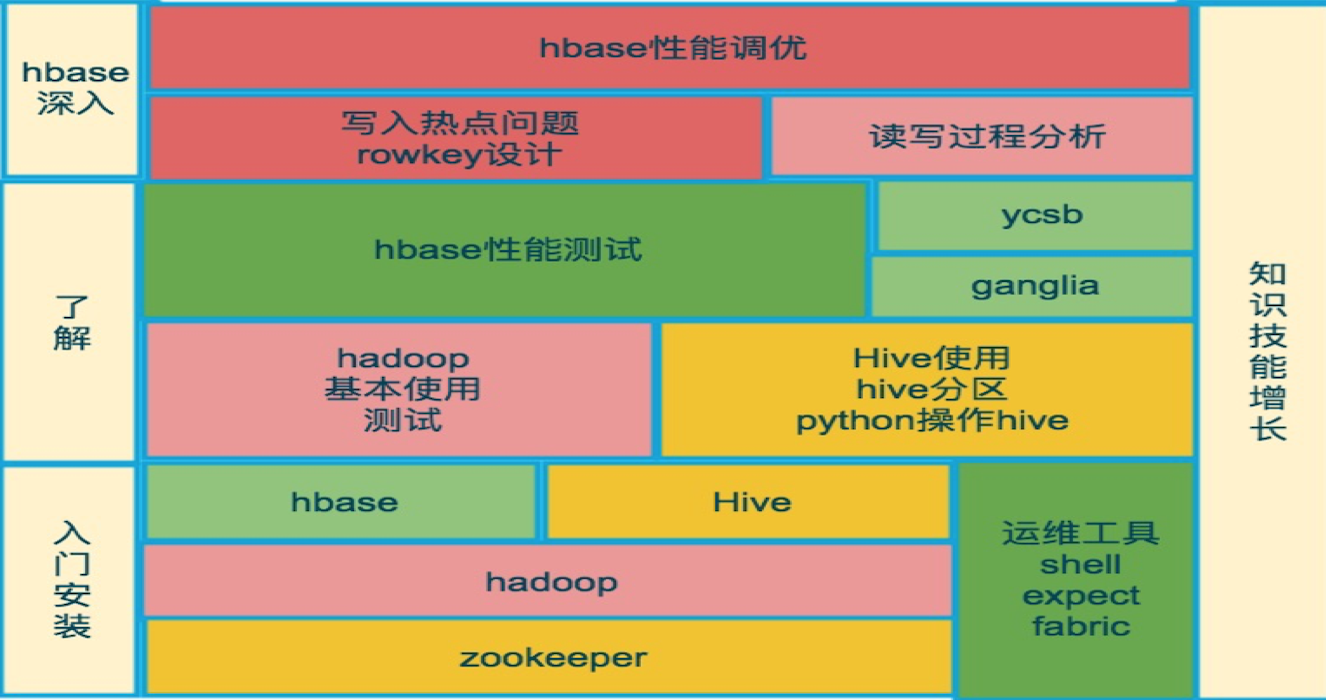 hbase
深入
hbase性能调优
写入热点问题
rowkey设计
读写过程分析
了
解
hbase性能测试
ycsb
ganglia
hadoop
基本使用
测试
Hive使用
hive分区
python操作hive
入
门
安
装
hbase
Hive
hadoop
zookeeper
运维工具
shell
expect
fabric
知
识
技
能
增
长